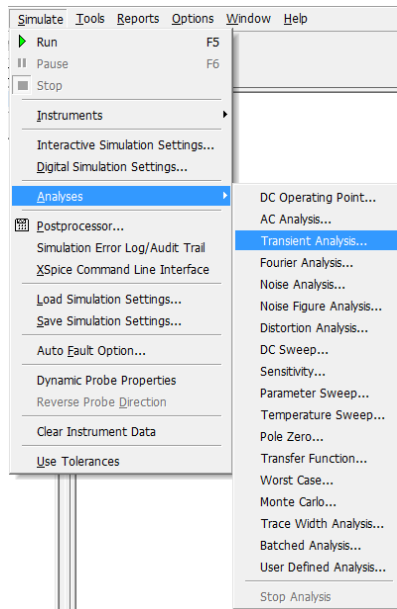 Simulate Tools Reports Options Window Help
Run F5
Pause F6
Stop
Instruments
Interactive Simulation Settings...
Digital Simulation Settings...
Analyses
Postprocessor...
Simulation Error Log/Audit Trail
XSpice Command Line Interface
Load Simulation Settings...
Save Simulation Settings...
Auto Fault Option...
Dynamic Probe Properties
Reverse Probe Direction
Clear Instrument Data
Use Tolerances
DC Operating Point...
AC Analysis...
Transient Analysis...
Fourier Analysis...
Noise Analysis...
Noise Figure Analysis...
Distortion Analysis...
DC Sweep...
Sensitivity...
Parameter Sweep...
Temperature Sweep...
Pole Zero...
Transfer Function...
Worst Case...
Monte Carlo...
Trace Width Analysis...
Batched Analysis...
User Defined Analysis...
Stop Analysis